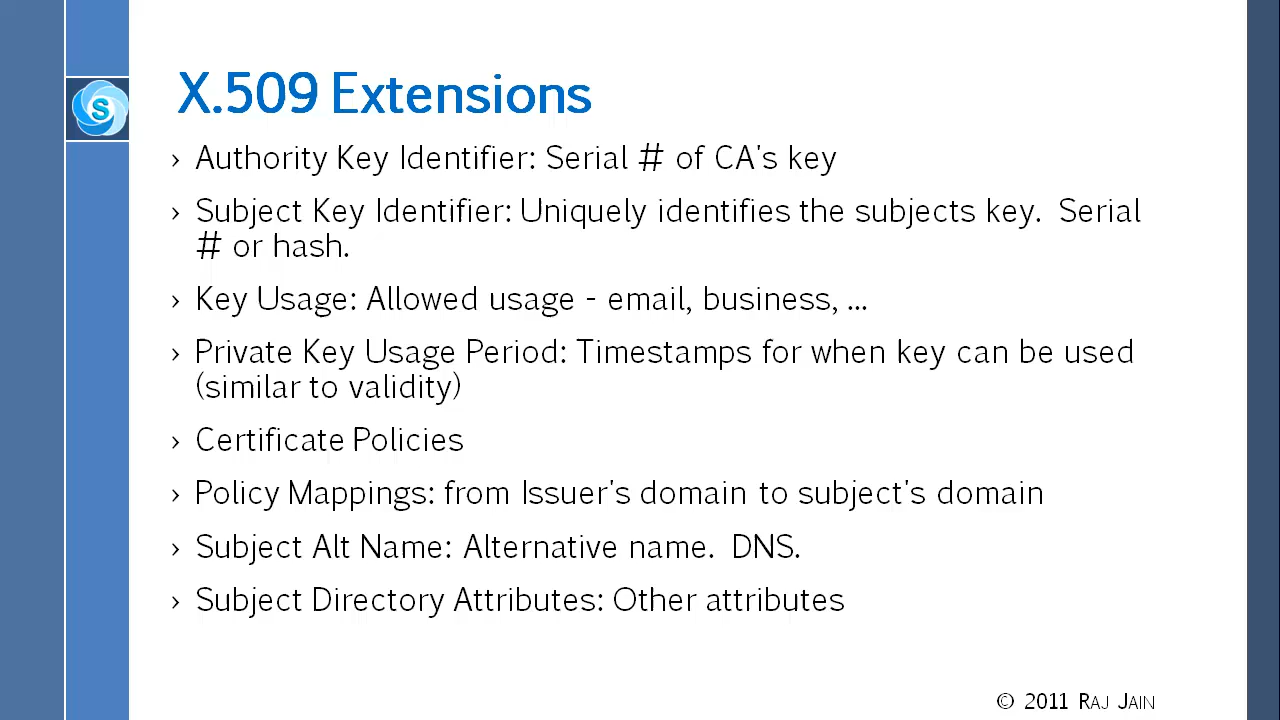 X.509 Extensions
S
› Authority Key Identifier: Serial # of CA's key
› Subject Key Identifier: Uniquely identifies the subjects key.  Serial
# or hash.
› Key Usage: Allowed usage - email, business, ...
› Private Key Usage Period: Timestamps for when key can be used
(similar to validity)
› Certificate Policies
› Policy Mappings: from Issuer's domain to subject's domain
› Subject Alt Name: Alternative name.  DNS.
› Subject Directory Attributes: Other attributes
© 2011 Raj Jain